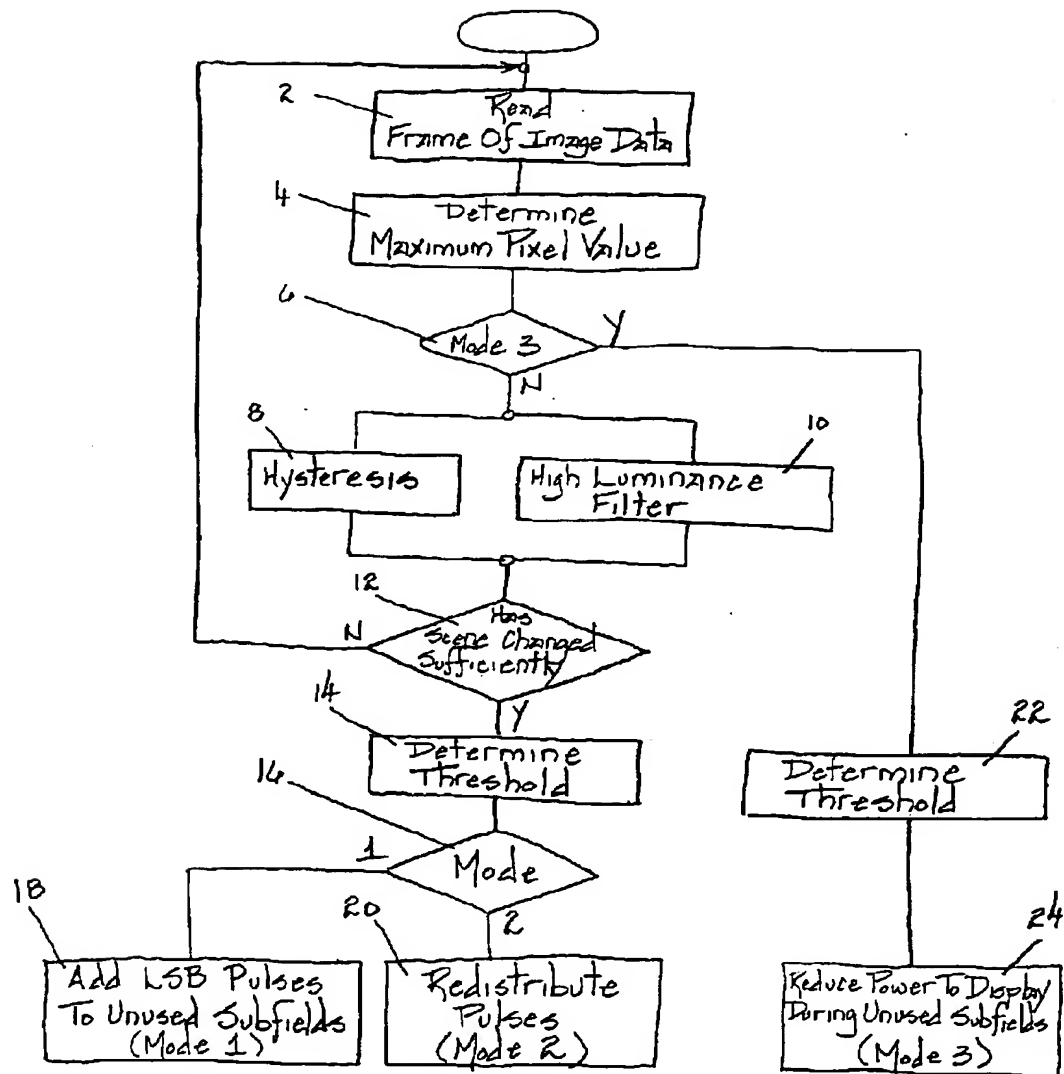 2
Read
Frame Of Image Data
4
Determine
Maximum Pixel Value
6
Mode 3
Y
N
8
Hysteresis
10
High Luminance
Filter
12
Has
Scene Changed
Sufficiently
N
Y
14
Determine
Threshold
22
Determine
Threshold
16
Mode
1
2
18
Add LSB Pulses
To Unused Subfields
(Mode 1)
20
Redistribute
Pulses
(Mode 2)
24
Reduce Power To Display
During Unused Subfields
(Mode 3)